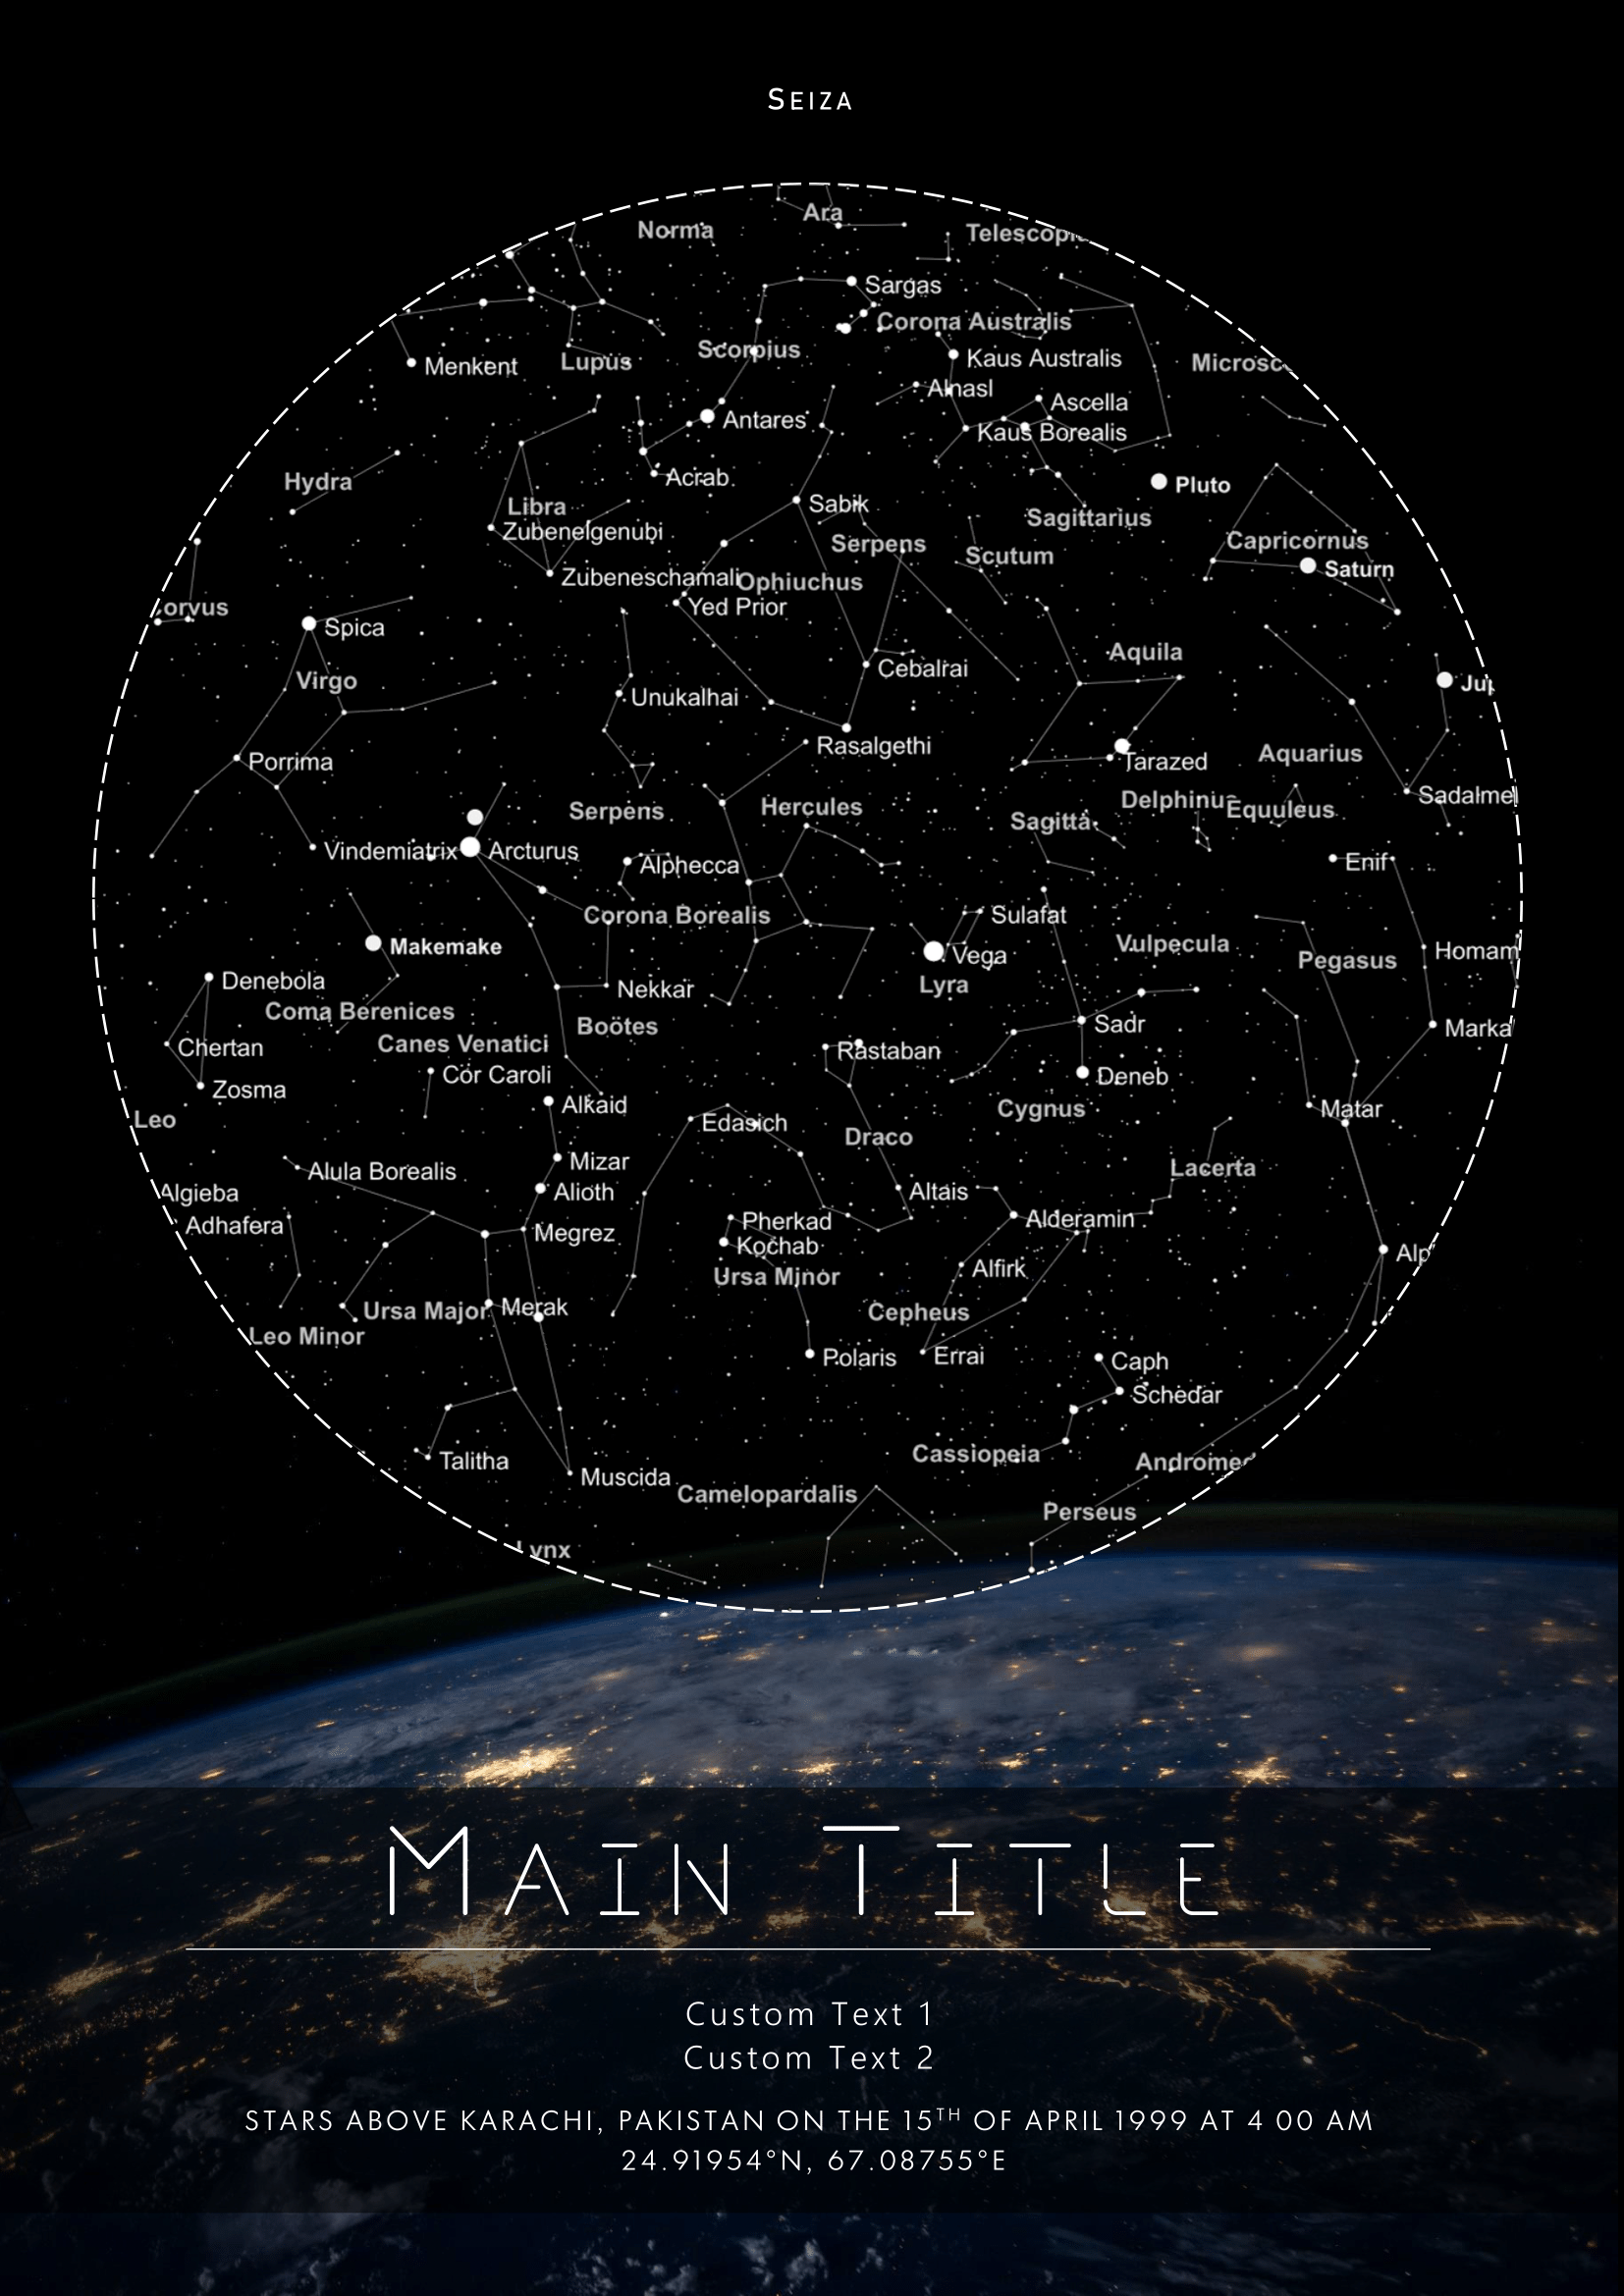 SEIZA
Ara
Norma
Telescopi
Sargas
Corona Australis
Scorpius
Kaus Australis
Lupus
Microsc
Menkent
Alnasl
Ascella
Antares
Kaus Borealis
Acrab
Hydra
Pluto
Sabik
Libra
Sagittarius
Zubenelgenubi
Serpens
Capricornus
Scutum
Saturn
Zubeneschamali
Ophiuchus
Yed Prior
orvus
Spica
Aquila
Cebalrai
Virgo
Jup
Unukalhai
Rasalgethi
Aquarius
Porrima
Tarazed
Sadalmel
Delphinus
Hercules
Equuleus
Serpens
Sagitta
Vindemiatrix
Arcturus
Enif
Alphecca
Corona Borealis
Sulafat
Vulpecula
Makemake
Homam
Vega
Pegasus
Denebola
Lyra
Nekkar
Coma Berenices
Sadr
Boötes
Marka
Canes Venatici
Chertan
Rastaban
Cor Caroli
Deneb
Zosma
Alkaid
Cygnus
Matar
Leo
Edasich
Draco
Mizar
Lacerta
Alula Borealis
Algieba
Alioth
Altais
Alderamin
Pherkad
Adhafera
Megrez
Kochab
Alp
Alfirk
Ursa Minor
Merak
Ursa Major
Cepheus
Leo Minor
Polaris
Errai
Caph
Schedar
Cassiopeia
Talitha
Andromed
Muscida
Camelopardalis
Perseus
Lynx
MAIN TITLE
Custom Text 1
Custom Text 2
STARS ABOVE KARACHI, PAKISTAN ON THE 15TH OF APRIL 1999 AT 4 00 AM
24.91954°N, 67.08755°E